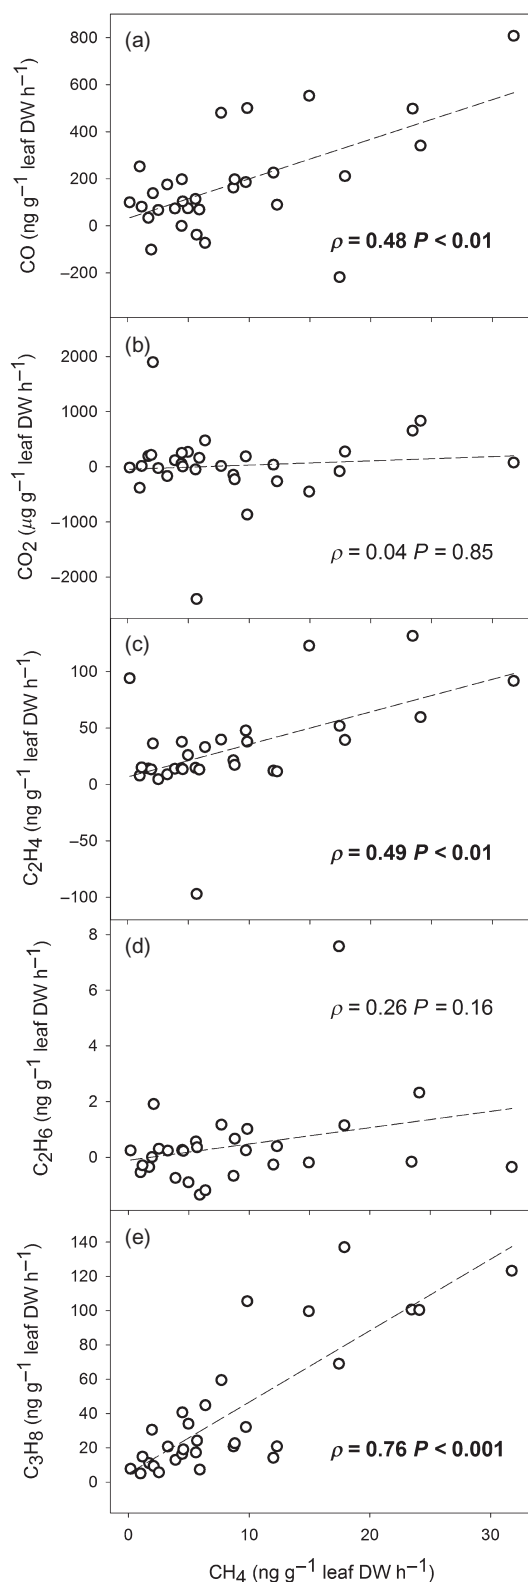 (a)
800
600
400
200
0
−200
CO (ng g⁻¹ leaf DW h⁻¹)
ρ = 0.48 P < 0.01
(b)
2000
1000
0
−1000
−2000
CO₂ (μg g⁻¹ leaf DW h⁻¹)
ρ = 0.04 P = 0.85
(c)
100
50
0
−50
−100
C₂H₄ (ng g⁻¹ leaf DW h⁻¹)
ρ = 0.49 P < 0.01
(d)
8
6
4
2
0
C₂H₆ (ng g⁻¹ leaf DW h⁻¹)
ρ = 0.26 P = 0.16
(e)
140
120
100
80
60
40
20
0
C₃H₈ (ng g⁻¹ leaf DW h⁻¹)
ρ = 0.76 P < 0.001
0 10 20 30
CH₄ (ng g⁻¹ leaf DW h⁻¹)